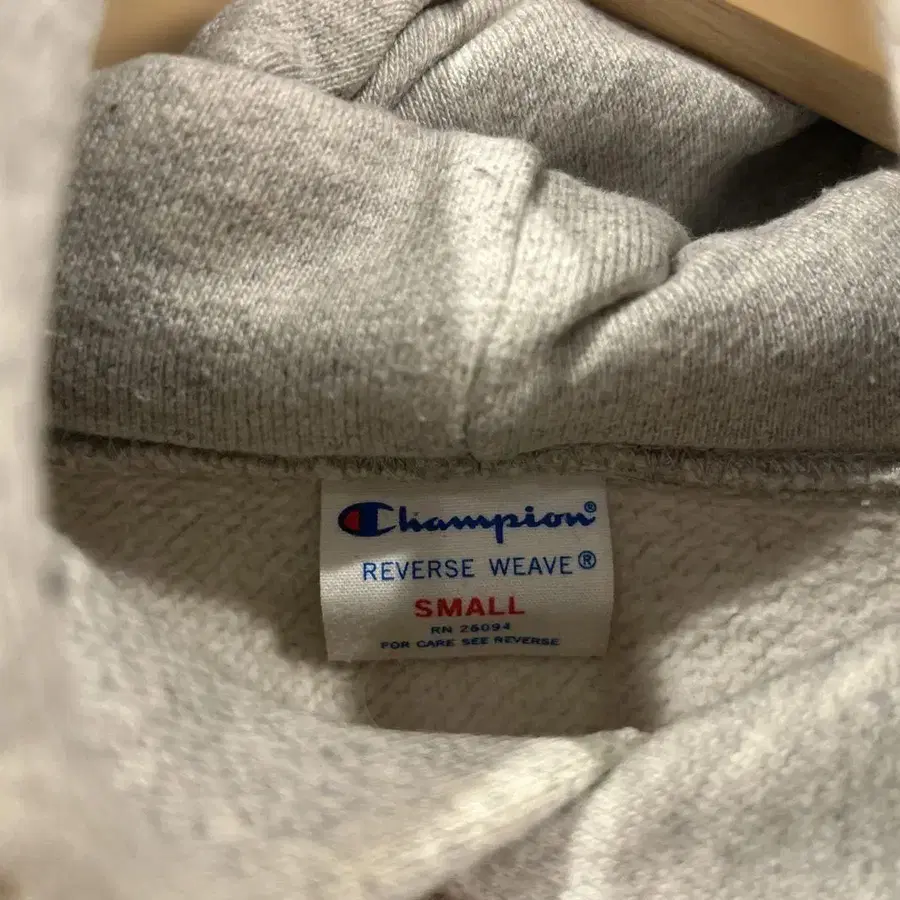 Champion®
REVERSE WEAVE®
SMALL
RN 26094
FOR CARE SEE REVERSE